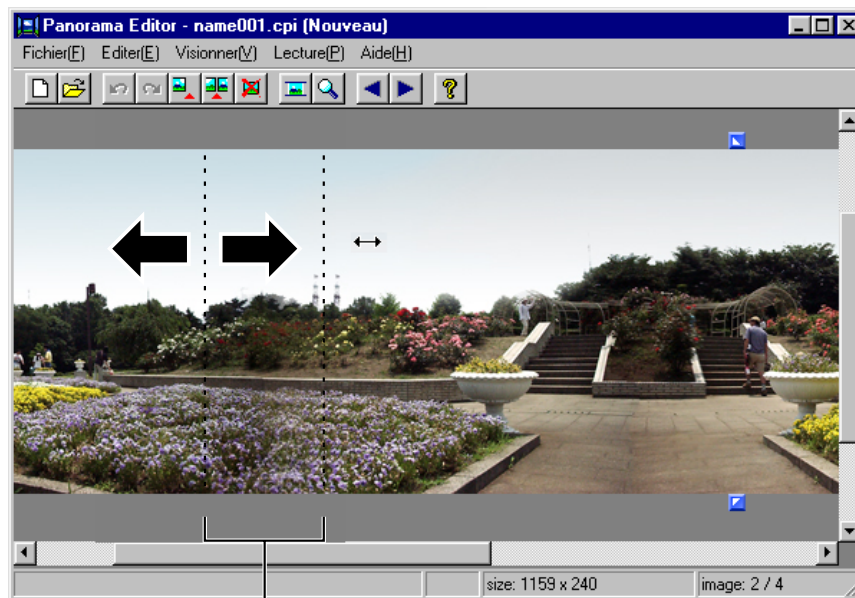 Panorama Editor - name001.cpi (Nouveau)
Fichier(F) Editer(E) Visionner(V) Lecture(P) Aide(H)
size: 1159 x 240 image: 2 / 4